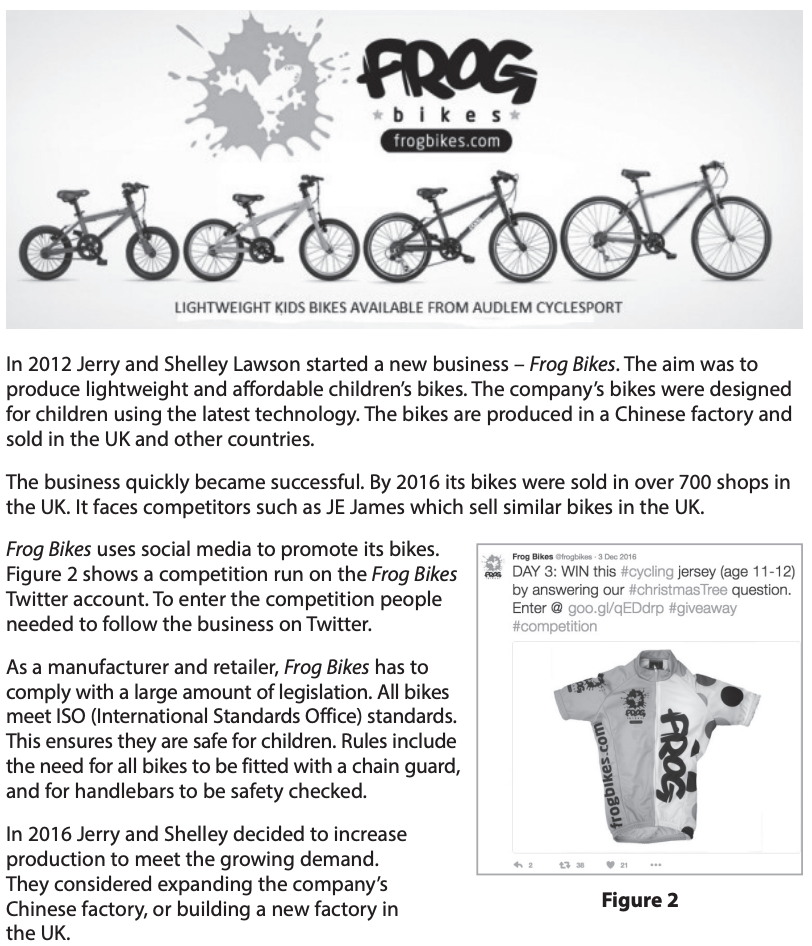 FROG
bikes
frogbikes.com
LIGHTWEIGHT KIDS BIKES AVAILABLE FROM AUDLEM CYCLESPORT
In 2012 Jerry and Shelley Lawson started a new business – Frog Bikes. The aim was to
produce lightweight and affordable children’s bikes. The company’s bikes were designed
for children using the latest technology. The bikes are produced in a Chinese factory and
sold in the UK and other countries.
The business quickly became successful. By 2016 its bikes were sold in over 700 shops in
the UK. It faces competitors such as JE James which sell similar bikes in the UK.
Frog Bikes uses social media to promote its bikes.
Figure 2 shows a competition run on the Frog Bikes
Twitter account. To enter the competition people
needed to follow the business on Twitter.
As a manufacturer and retailer, Frog Bikes has to
comply with a large amount of legislation. All bikes
meet ISO (International Standards Office) standards.
This ensures they are safe for children. Rules include
the need for all bikes to be fitted with a chain guard,
and for handlebars to be safety checked.
In 2016 Jerry and Shelley decided to increase
production to meet the growing demand.
They considered expanding the company’s
Chinese factory, or building a new factory in
the UK.
FROG
Frog Bikes @frogbikes · 3 Dec 2016
DAY 3: WIN this #cycling jersey (age 11-12)
by answering our #christmasTree question.
Enter @ goo.gl/qEDdrp #giveaway
#competition
FROG
FROG
frogbikes.com
2 38 21
Figure 2